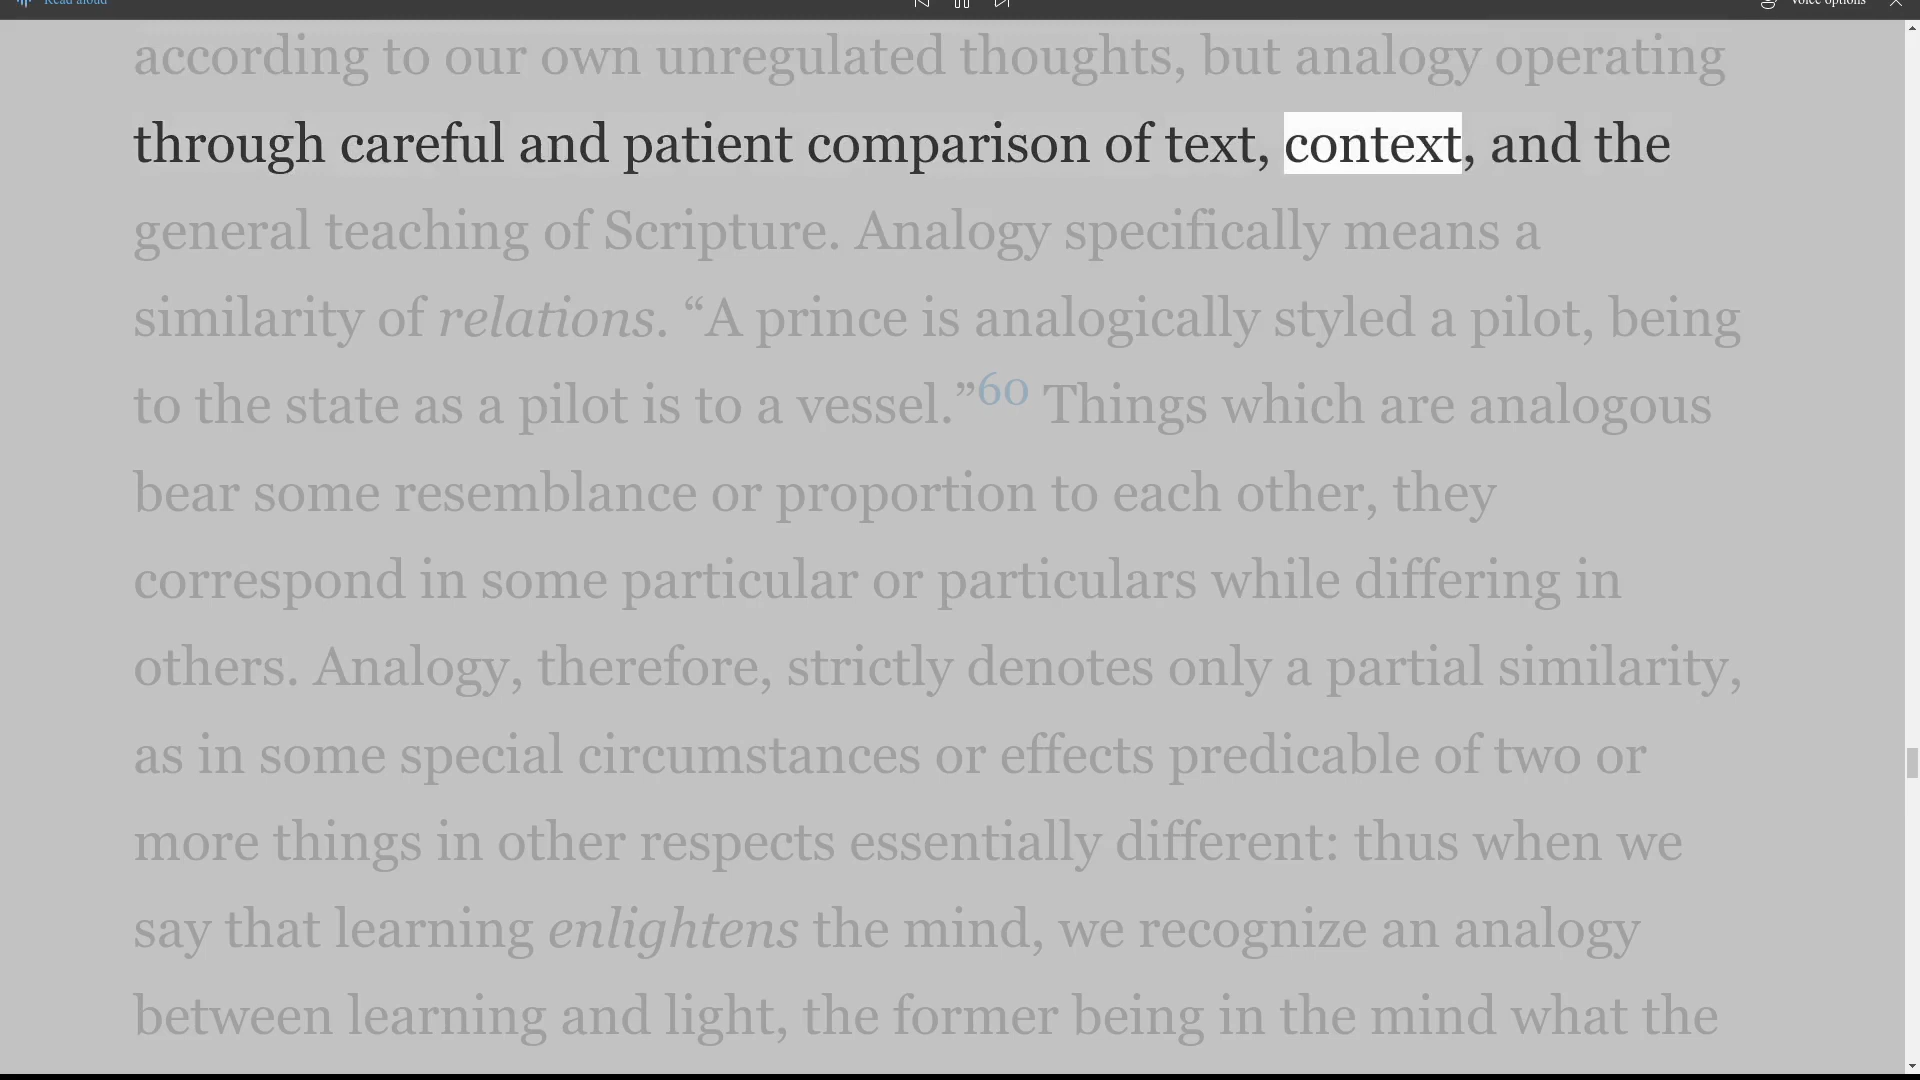 Read aloud
Voice options
according to our own unregulated thoughts, but analogy operating
through careful and patient comparison of text, context, and the
general teaching of Scripture. Analogy specifically means a
similarity of relations. “A prince is analogically styled a pilot, being
to the state as a pilot is to a vessel.”60 Things which are analogous
bear some resemblance or proportion to each other, they
correspond in some particular or particulars while differing in
others. Analogy, therefore, strictly denotes only a partial similarity,
as in some special circumstances or effects predicable of two or
more things in other respects essentially different: thus when we
say that learning enlightens the mind, we recognize an analogy
between learning and light, the former being in the mind what the